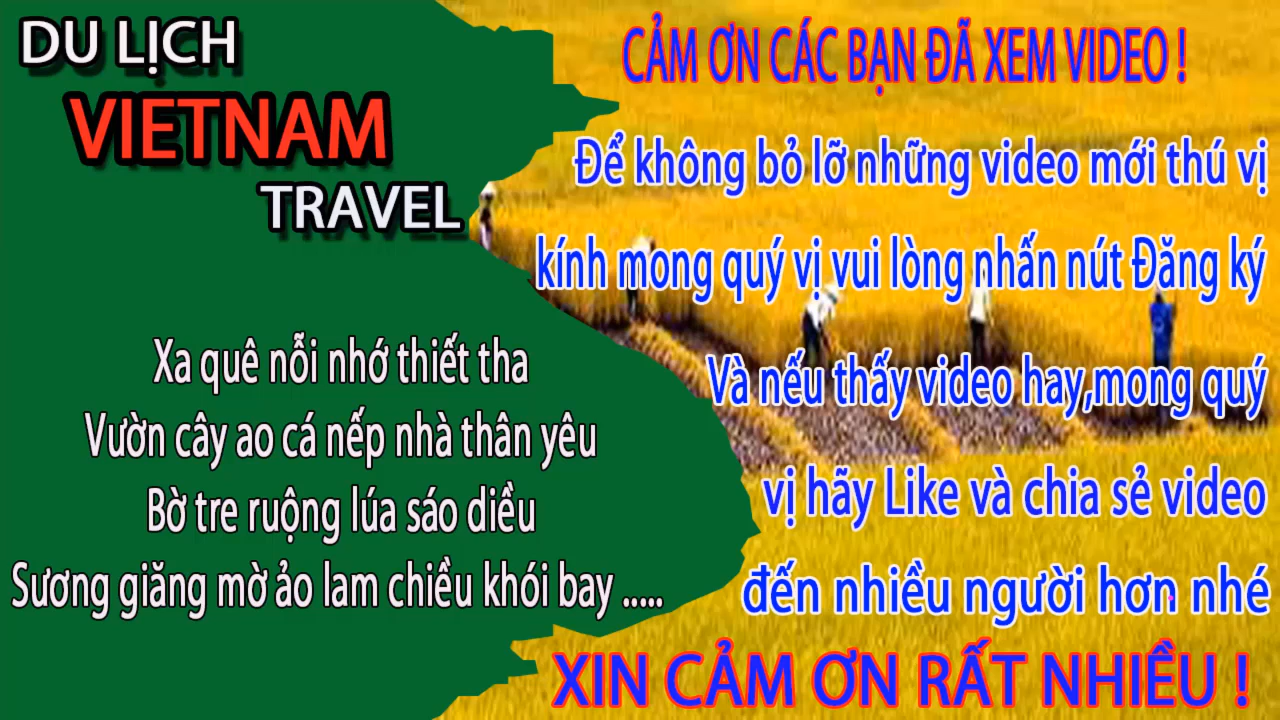 DU LỊCH
VIETNAM
TRAVEL
Xa quê nỗi nhớ thiết tha
Vườn cây ao cá nếp nhà thân yêu
Bờ tre ruộng lúa sáo diều
Sương giăng mờ ảo lam chiều khói bay .....
CẢM ƠN CÁC BẠN ĐÃ XEM VIDEO !
Để không bỏ lỡ những video mới thú vị
kính mong quý vị vui lòng nhấn nút Đăng ký
Và nếu thấy video hay,mong quý
vị hãy Like và chia sẻ video
đến nhiều người hơn nhé
XIN CẢM ƠN RẤT NHIỀU !